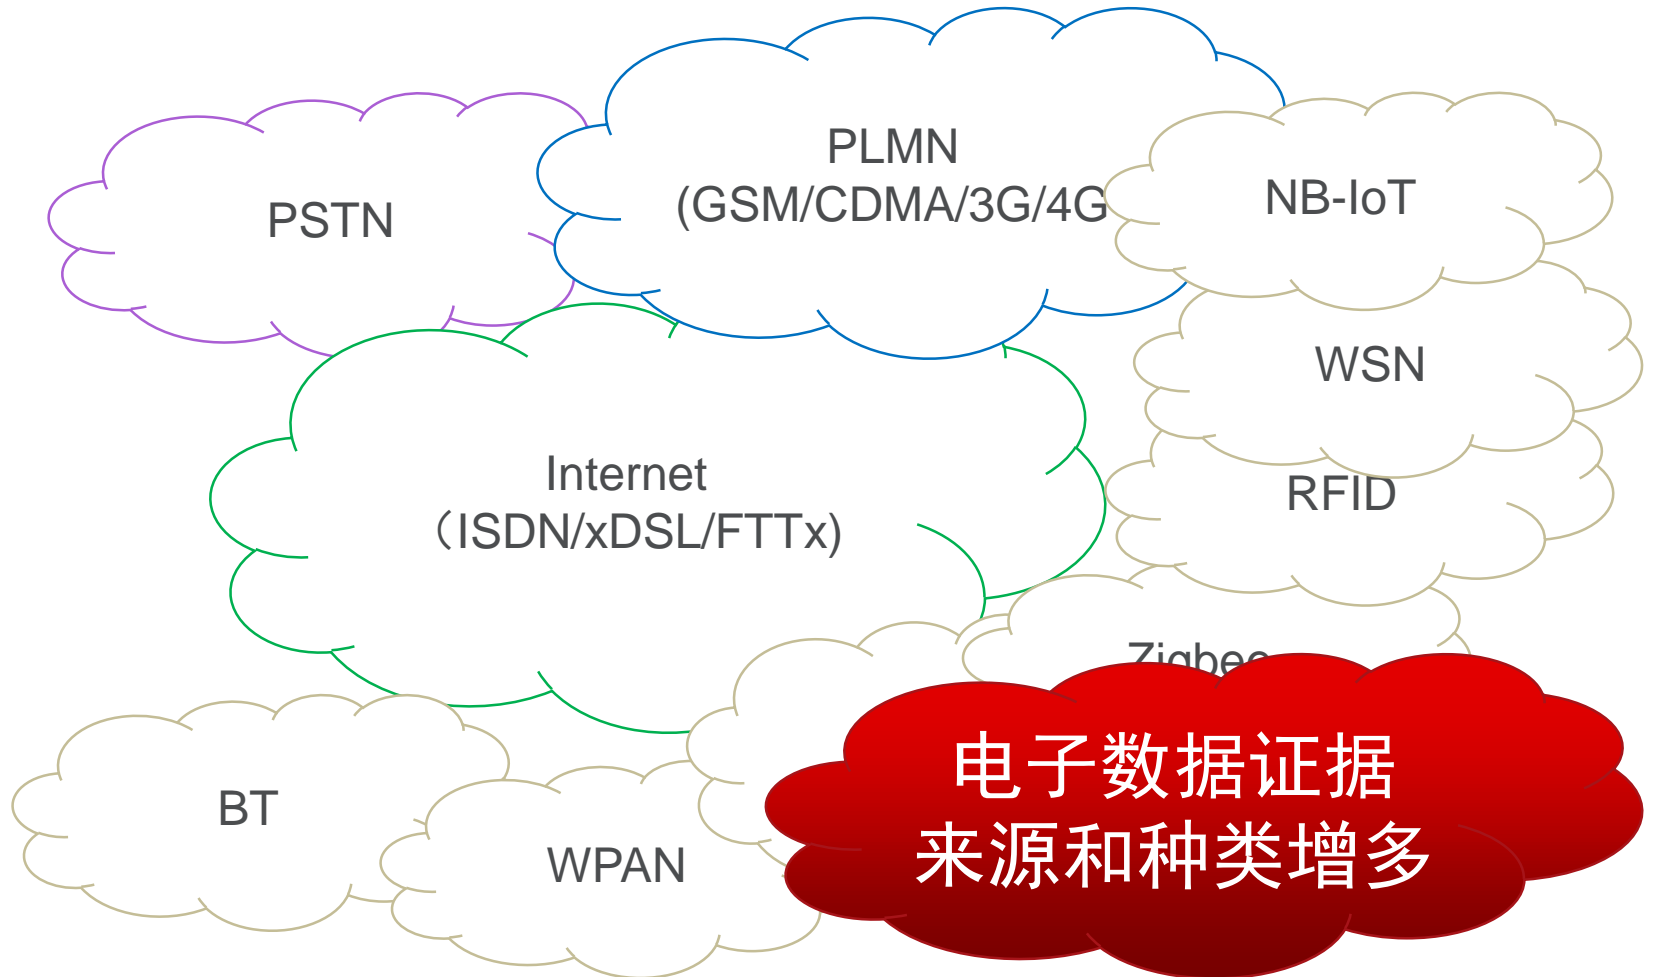 PLMN
(GSM/CDMA/3G/4G
PSTN
NB-IoT
WSN
Internet
（ISDN/xDSL/FTTx)
RFID
Zigbee
BT
WPAN
电子数据证据
来源和种类增多